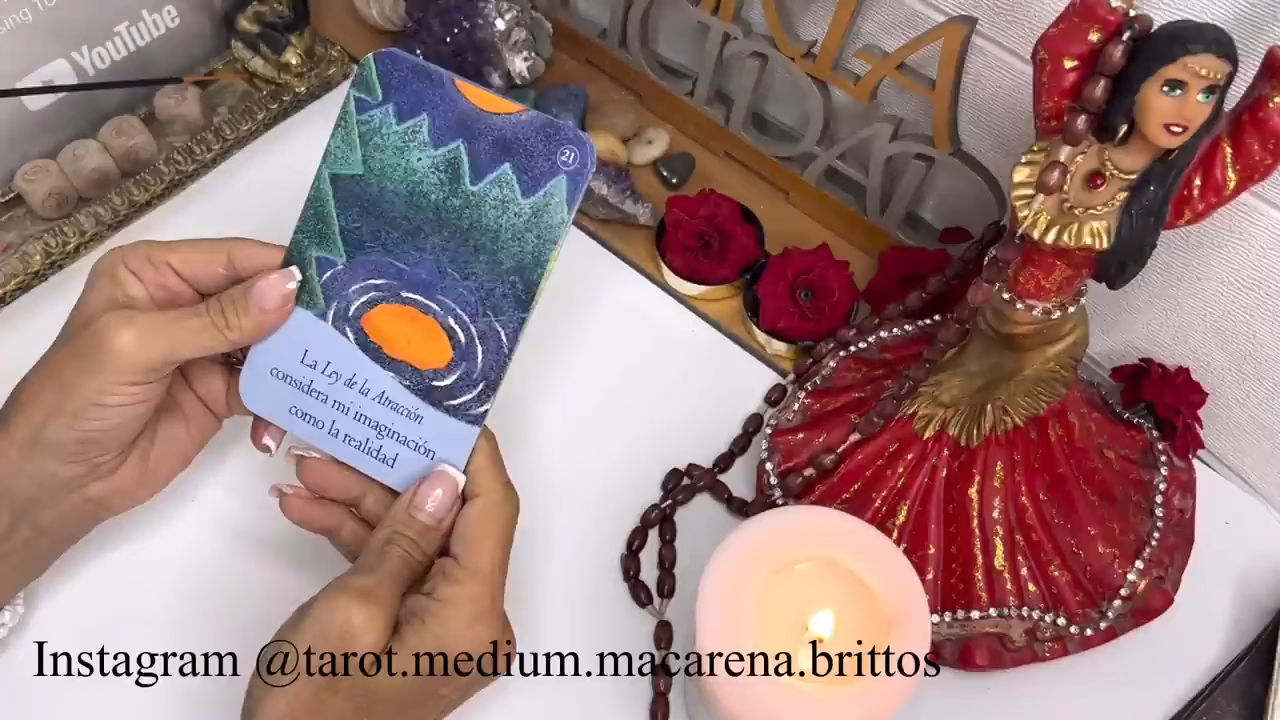 YouTube
21
La Ley de la Atracción
considera mi imaginación
como la realidad
Instagram @tarot.medium.macarena.brittos